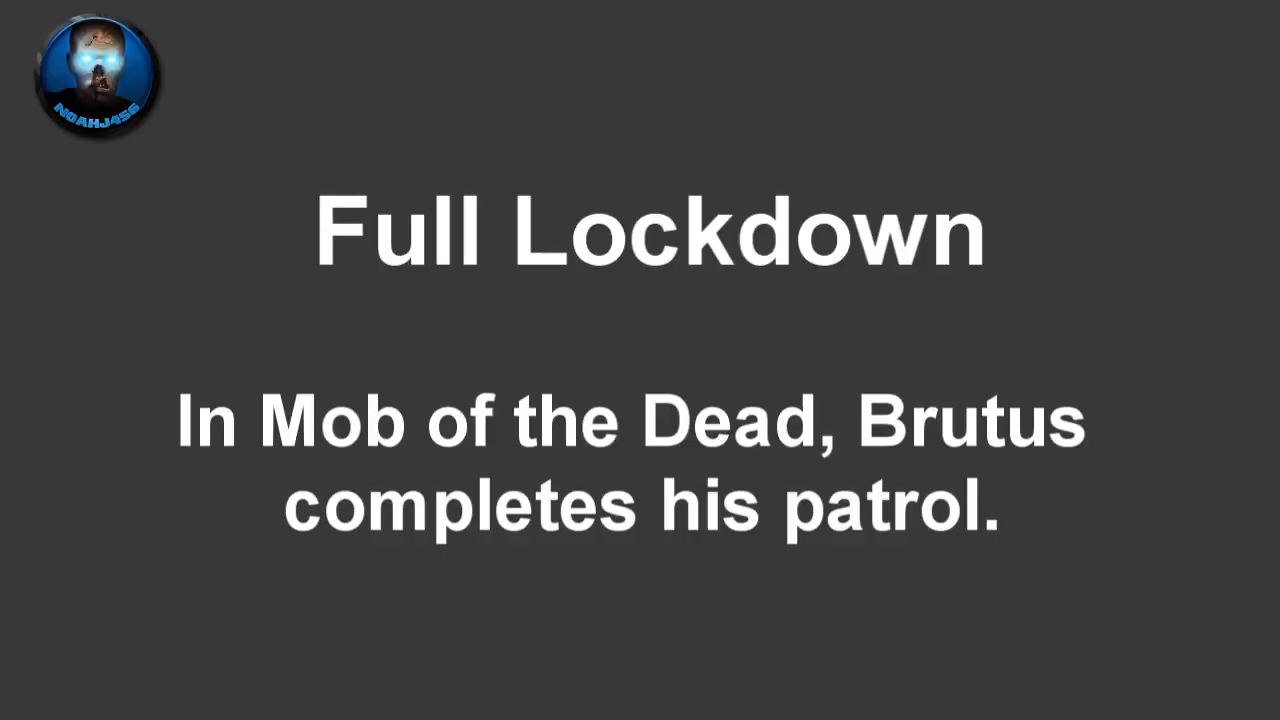 NOAHJ456
Full Lockdown
In Mob of the Dead, Brutus
completes his patrol.